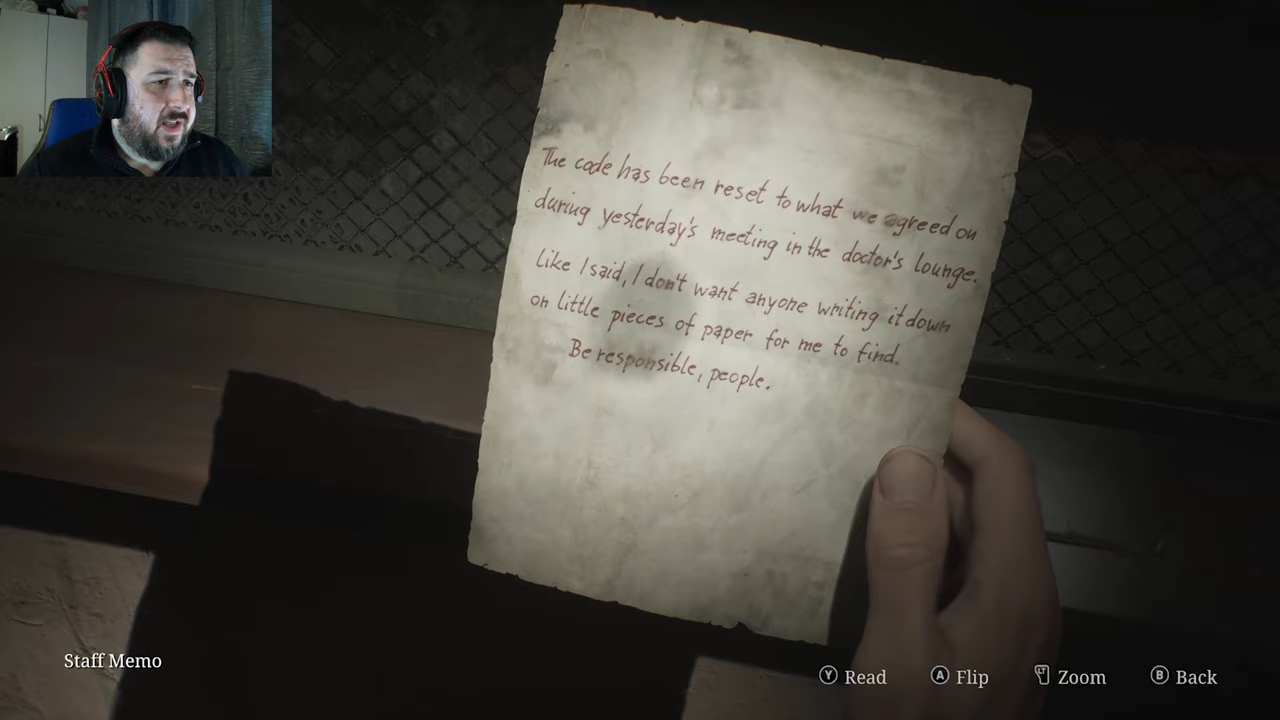 The code has been reset to what we agreed on
during yesterday's meeting in the doctor's lounge.
Like I said, I don't want anyone writing it down
on little pieces of paper for me to find.
Be responsible, people.
Staff Memo
Y Read
A Flip
LT Zoom
B Back